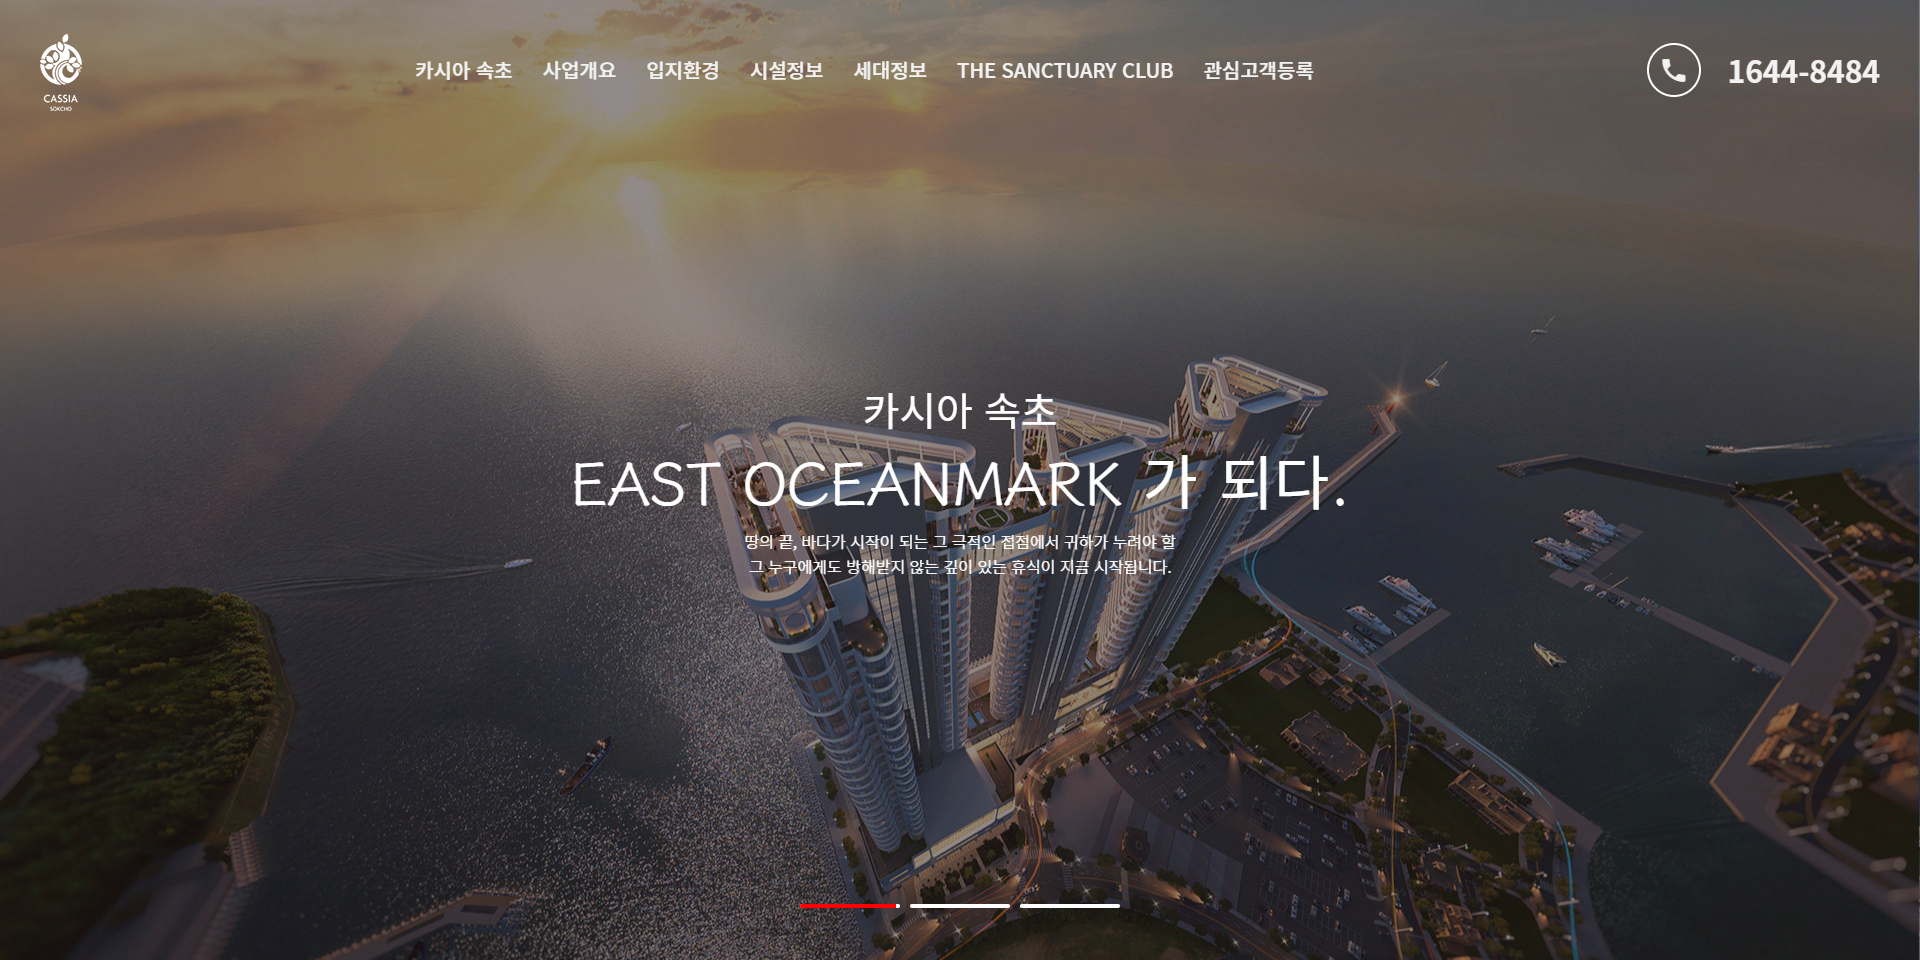 CASSIA
SOKCHO
카시아 속초
사업개요
입지환경
시설정보
세대정보
THE SANCTUARY CLUB
관심고객등록
1644-8484
카시아 속초
EAST OCEANMARK 가 되다.
땅의 끝, 바다가 시작이 되는 그 극적인 접점에서 귀하가 누려야 할
그 누구에게도 방해받지 않는 깊이 있는 휴식이 지금 시작됩니다.